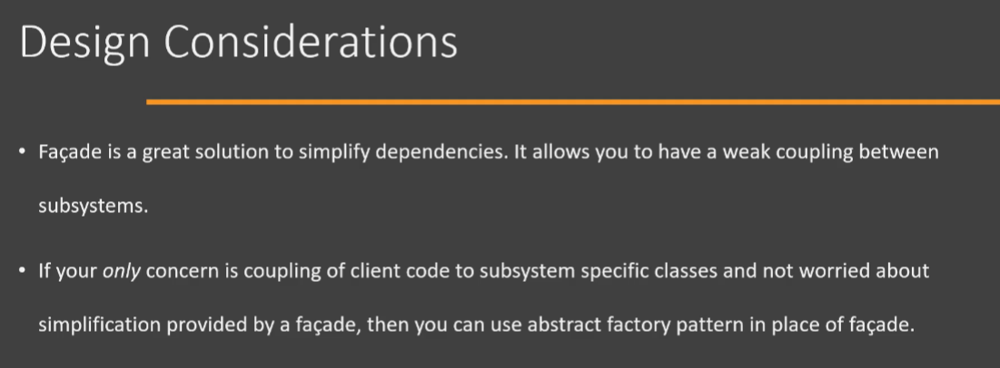 Design Considerations
• Façade is a great solution to simplify dependencies. It allows you to have a weak coupling between
subsystems.
• If your only concern is coupling of client code to subsystem specific classes and not worried about
simplification provided by a façade, then you can use abstract factory pattern in place of façade.